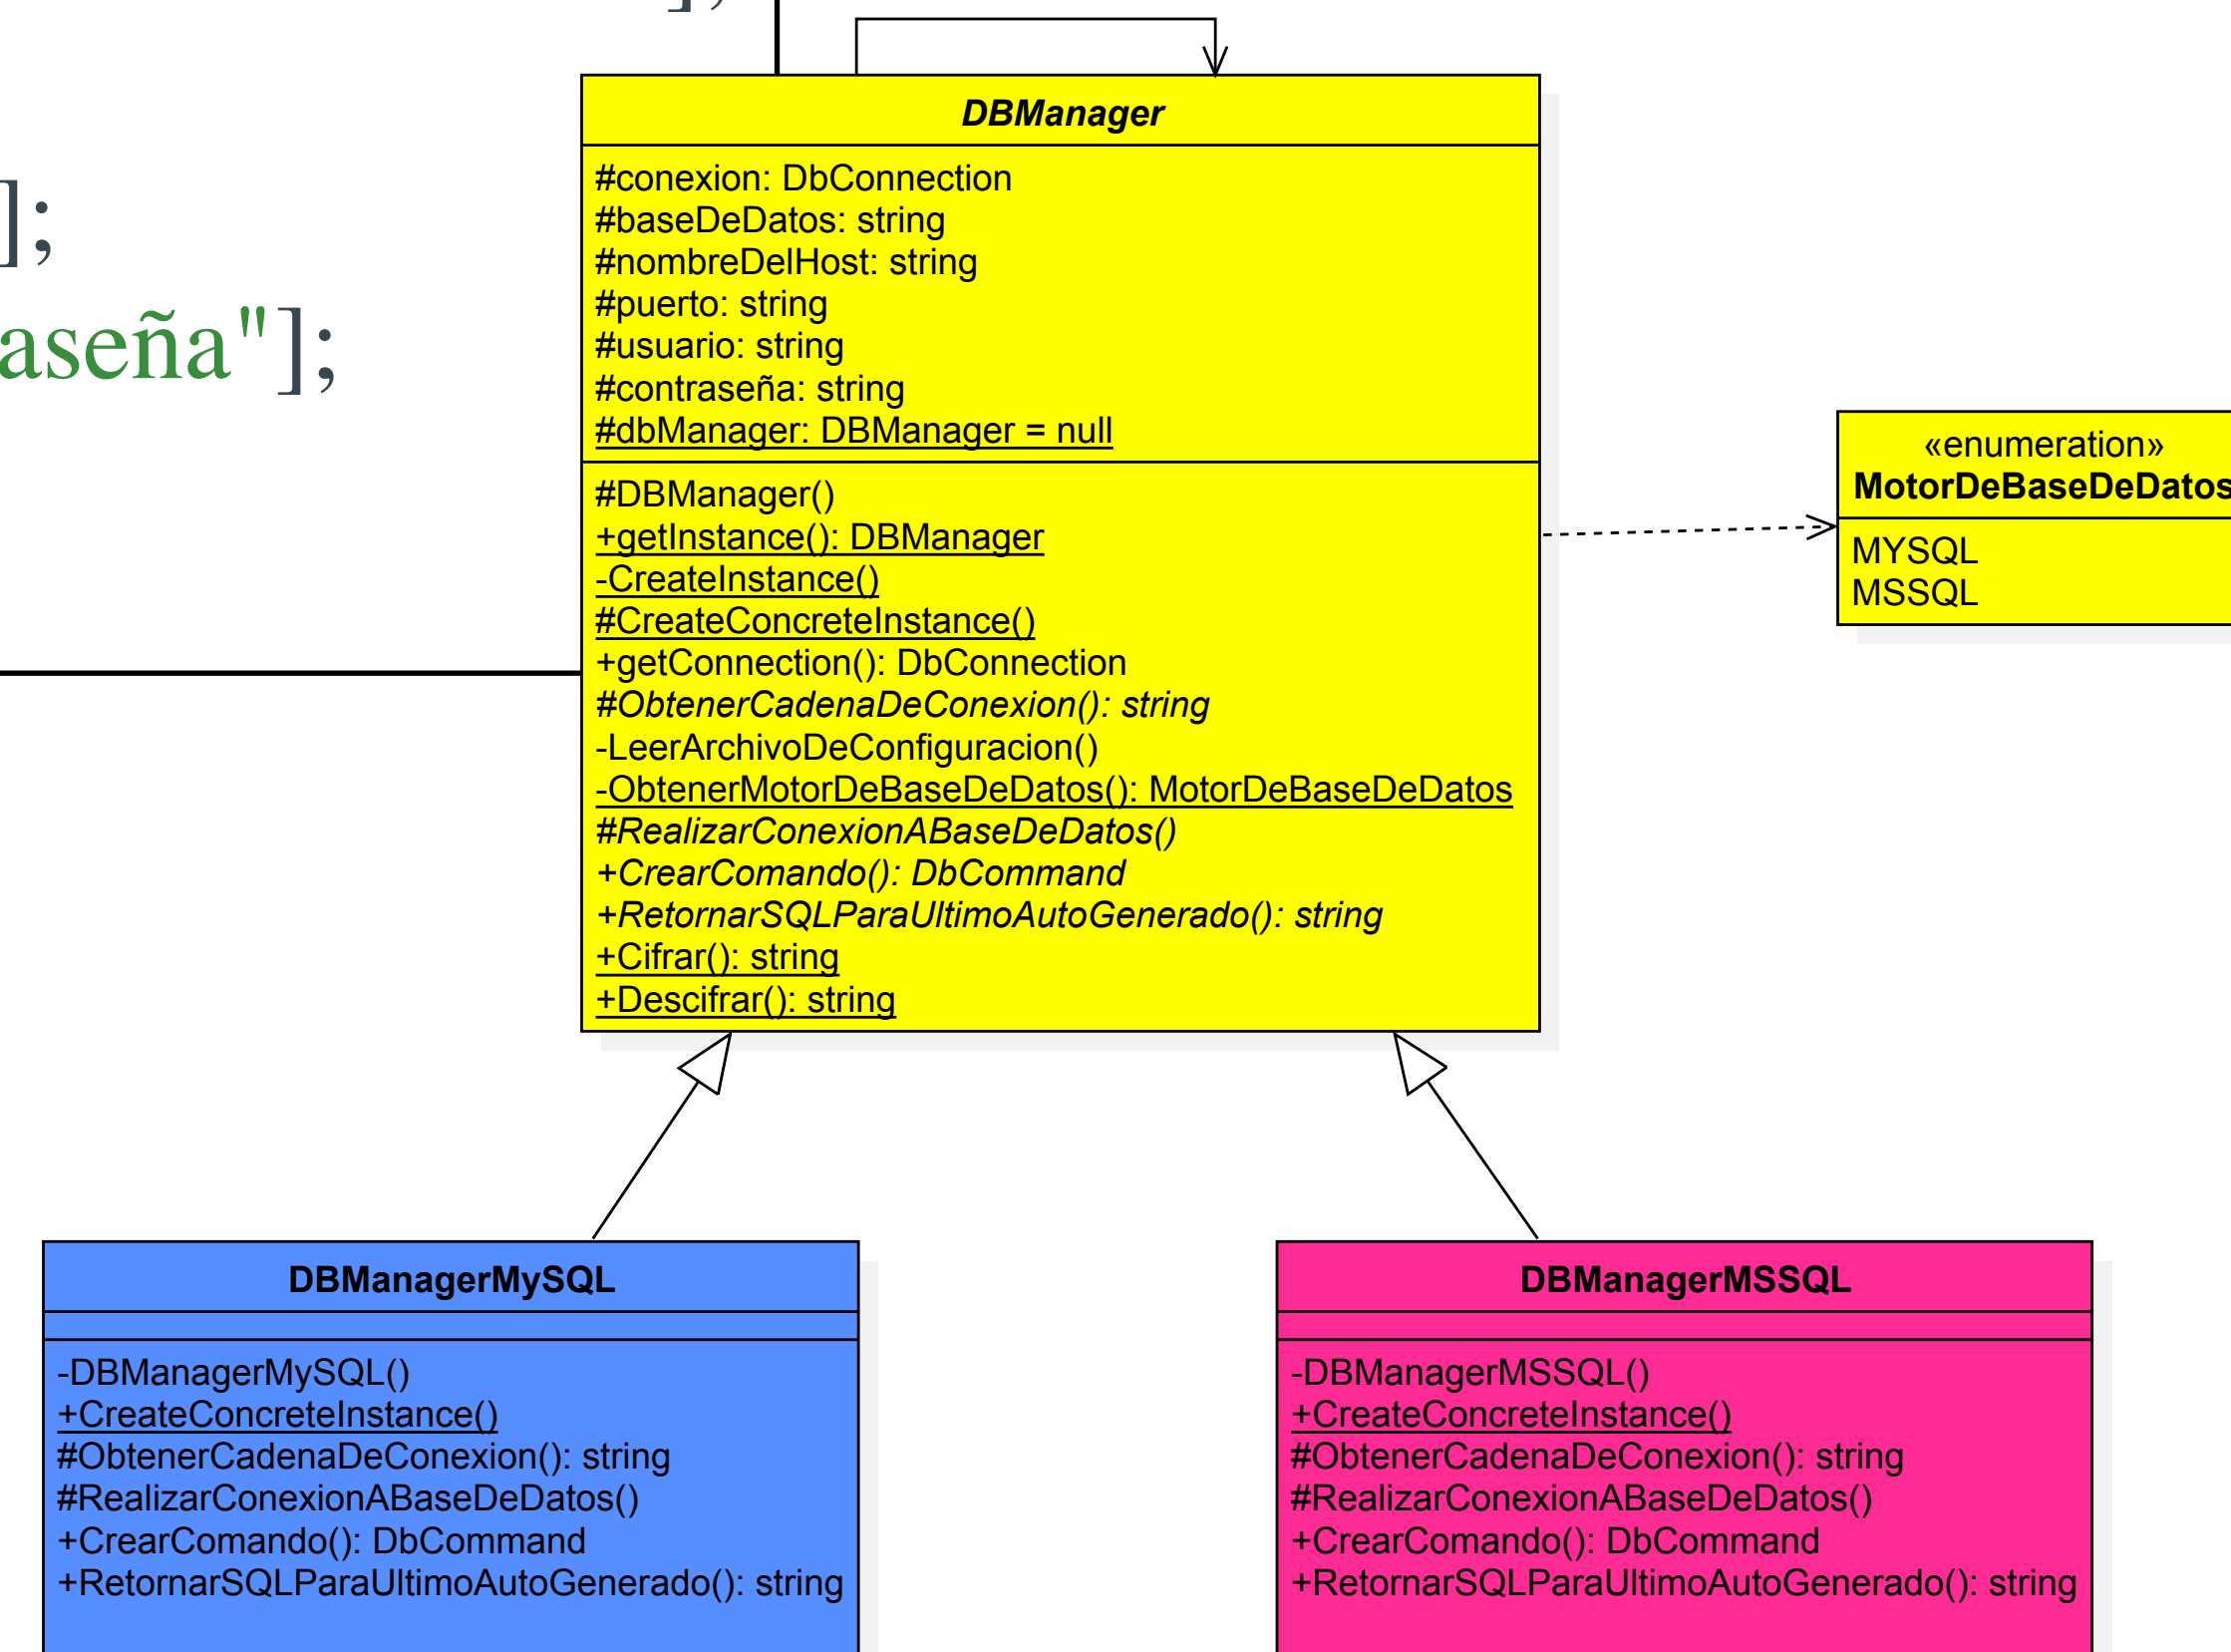 ];
];
aseña"];
DBManager
#conexion: DbConnection
#baseDeDatos: string
#nombreDelHost: string
#puerto: string
#usuario: string
#contraseña: string
#dbManager: DBManager = null
#DBManager()
+getInstance(): DBManager
-CreateInstance()
#CreateConcreteInstance()
+getConnection(): DbConnection
#ObtenerCadenaDeConexion(): string
-LeerArchivoDeConfiguracion()
-ObtenerMotorDeBaseDeDatos(): MotorDeBaseDeDatos
#RealizarConexionABaseDeDatos()
+CrearComando(): DbCommand
+RetornarSQLParaUltimoAutoGenerado(): string
+Cifrar(): string
+Descifrar(): string
«enumeration»
MotorDeBaseDeDatos
MYSQL
MSSQL
DBManagerMySQL
-DBManagerMySQL()
+CreateConcreteInstance()
#ObtenerCadenaDeConexion(): string
#RealizarConexionABaseDeDatos()
+CrearComando(): DbCommand
+RetornarSQLParaUltimoAutoGenerado(): string
DBManagerMSSQL
-DBManagerMSSQL()
+CreateConcreteInstance()
#ObtenerCadenaDeConexion(): string
#RealizarConexionABaseDeDatos()
+CrearComando(): DbCommand
+RetornarSQLParaUltimoAutoGenerado(): string